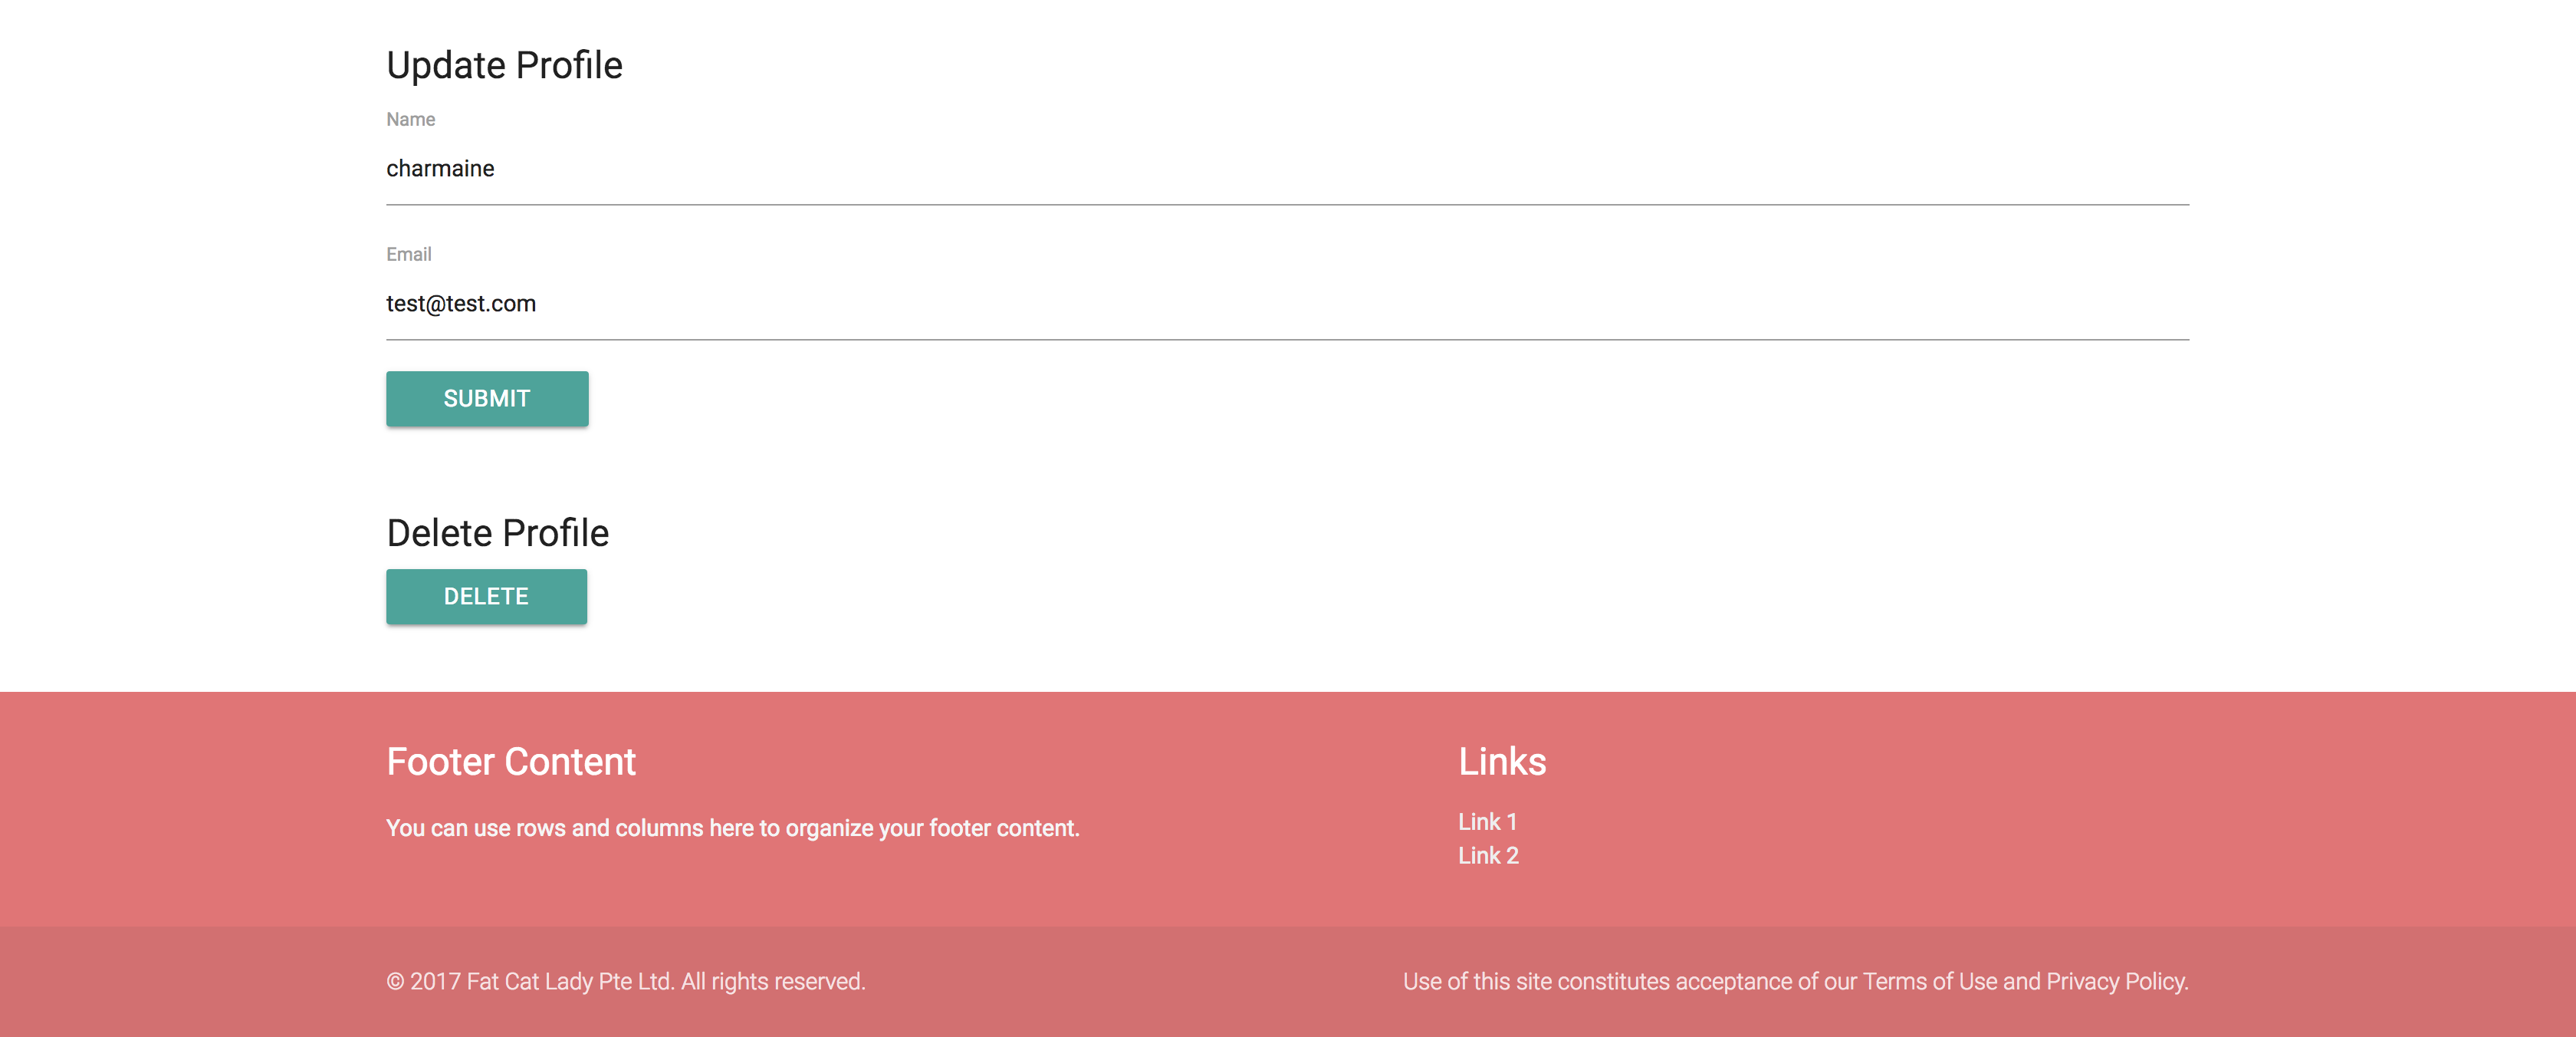 Update Profile
Name
charmaine
Email
test@test.com
SUBMIT
Delete Profile
DELETE
Footer Content
You can use rows and columns here to organize your footer content.
Links
Link 1
Link 2
© 2017 Fat Cat Lady Pte Ltd. All rights reserved.
Use of this site constitutes acceptance of our Terms of Use and Privacy Policy.